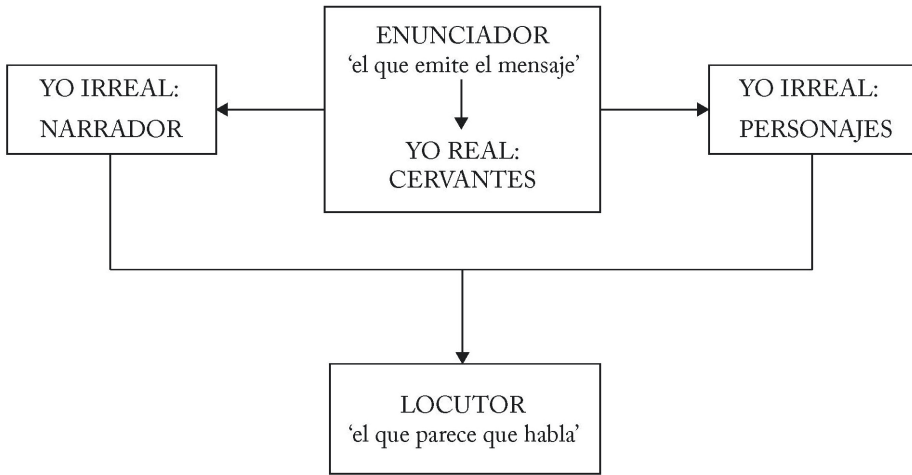 ENUNCIADOR
‘el que emite el mensaje’
YO REAL:
CERVANTES
YO IRREAL:
NARRADOR
YO IRREAL:
PERSONAJES
LOCUTOR
‘el que parece que habla’